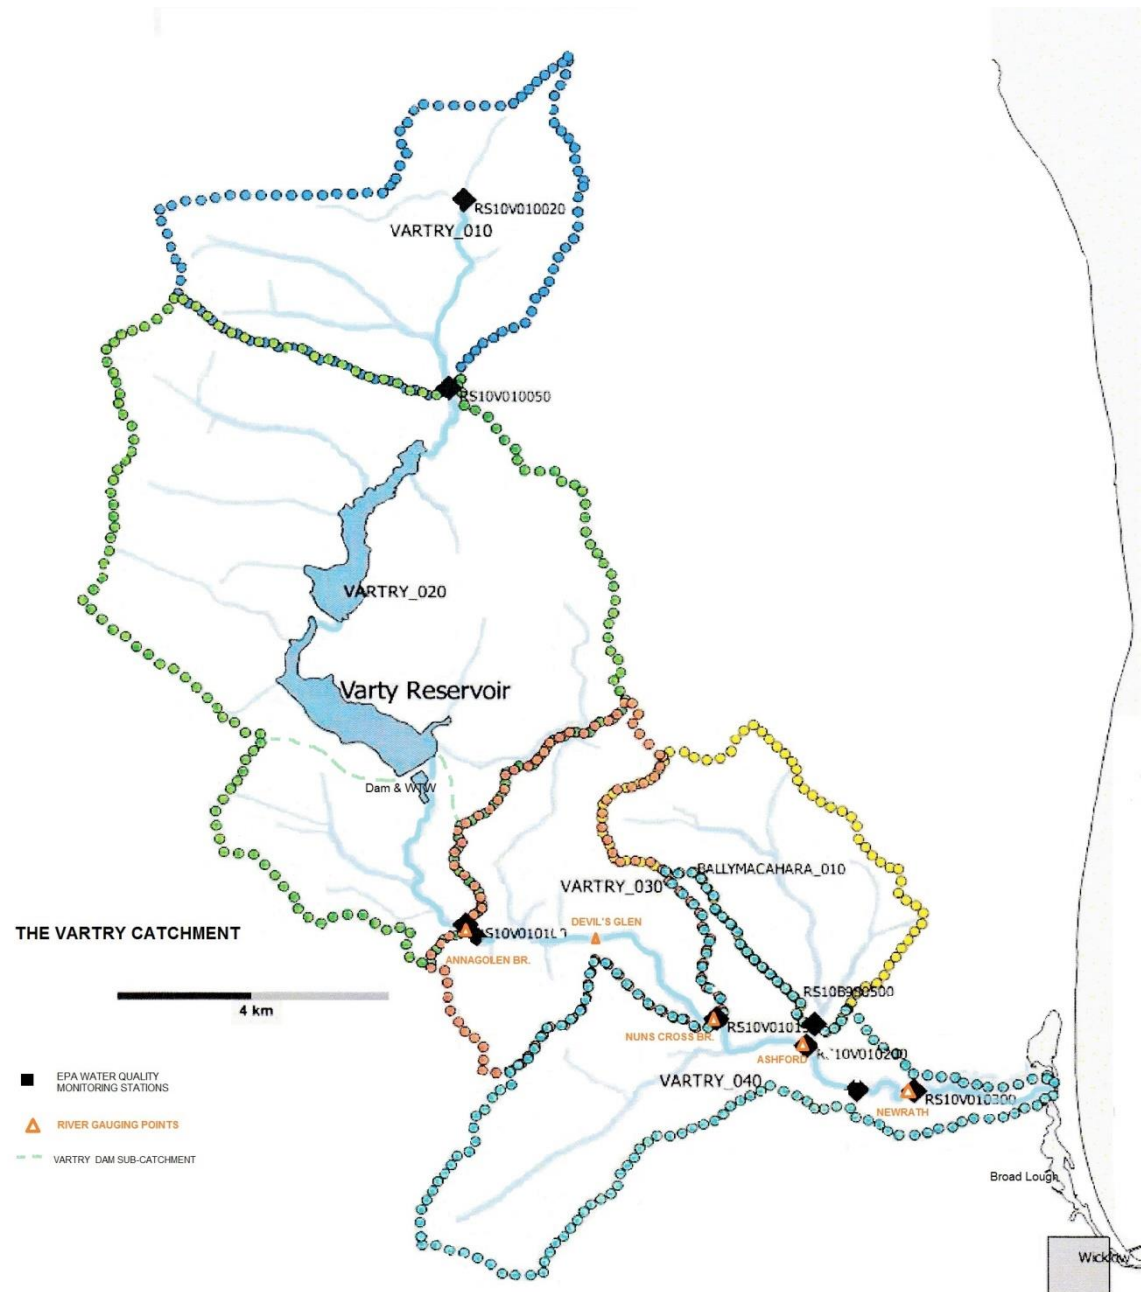 RS10V010020
VARTRY_010
RS10V010050
VARTRY_020
Varty Reservoir
Dam & WTW
BALLYMACAHARA_010
VARTRY_030
DEVIL'S GLEN
THE VARTRY CATCHMENT
ANNAGOLEN BR.
4 km
NUNS CROSS BR.
ASHFORD
VARTRY_040
RS10V010300
NEWRATH
EPA WATER QUALITY
MONITORING STATIONS
RIVER GAUGING POINTS
VARTRY DAM SUB-CATCHMENT
Broad Lough
Wicklow